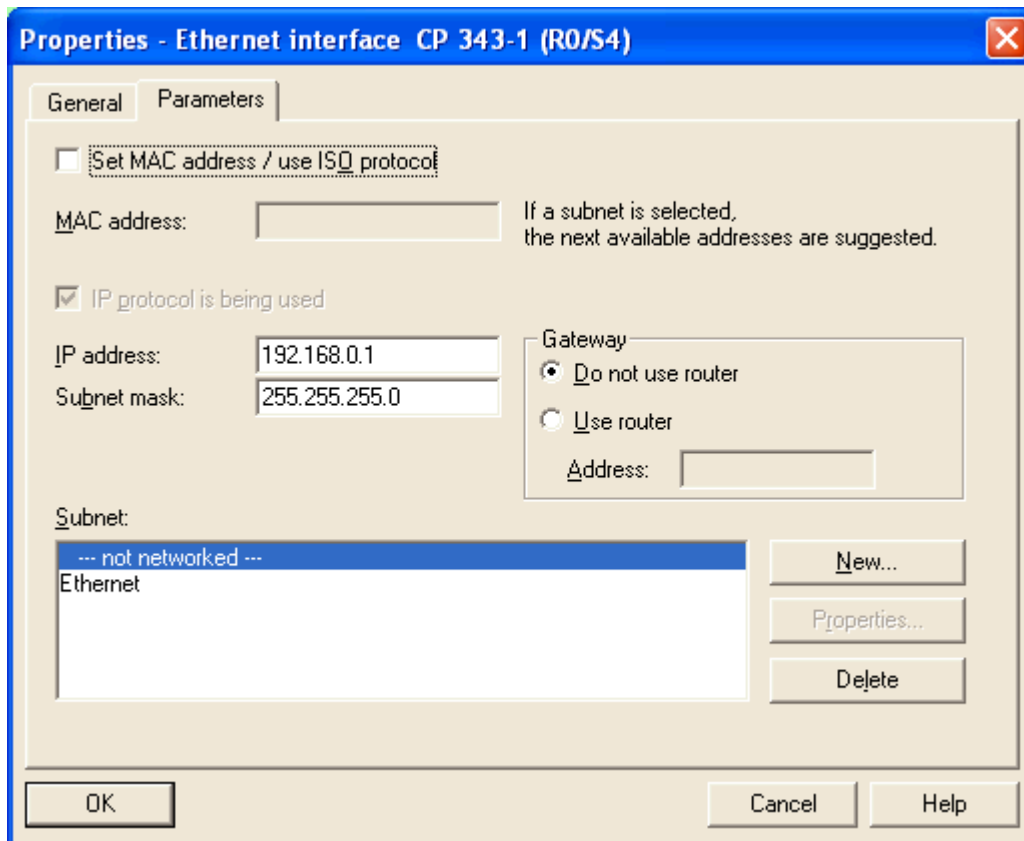 Properties - Ethernet interface CP 343-1 (R0/S4)
General
Parameters
Set MAC address / use ISO protocol
MAC address:
If a subnet is selected,
the next available addresses are suggested.
IP protocol is being used
IP address:
192.168.0.1
Subnet mask:
255.255.255.0
Gateway
Do not use router
Use router
Address:
Subnet:
--- not networked ---
Ethernet
New...
Properties...
Delete
OK
Cancel
Help